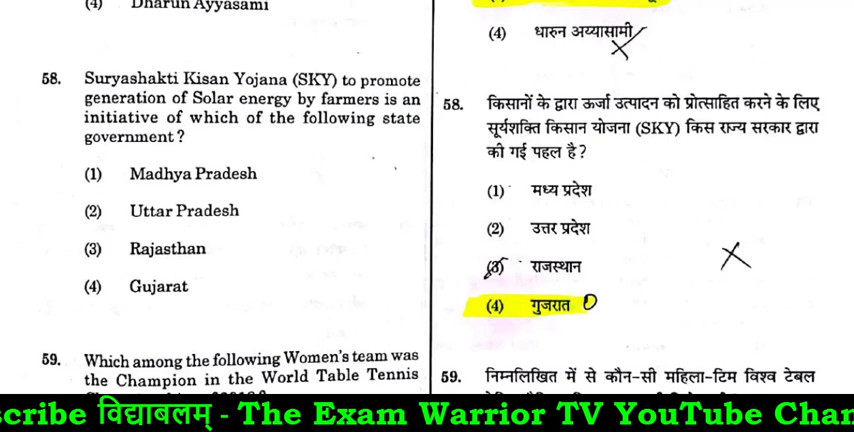 (4) Dharun Ayyasami
58. Suryashakti Kisan Yojana (SKY) to promote
generation of Solar energy by farmers is an
initiative of which of the following state
government?
(1) Madhya Pradesh
(2) Uttar Pradesh
(3) Rajasthan
(4) Gujarat
59. Which among the following Women's team was
the Champion in the World Table Tennis
(4) धारुन अय्यासामी
58. किसानों के द्वारा ऊर्जा उत्पादन को प्रोत्साहित करने के लिए
सूर्यशक्ति किसान योजना (SKY) किस राज्य सरकार द्वारा
की गई पहल है?
(1) मध्य प्रदेश
(2) उत्तर प्रदेश
(3) राजस्थान
(4) गुजरात
59. निम्नलिखित में से कौन-सी महिला-टिम विश्व टेबल
scribe विद्याबलम् - The Exam Warrior TV YouTube Chan